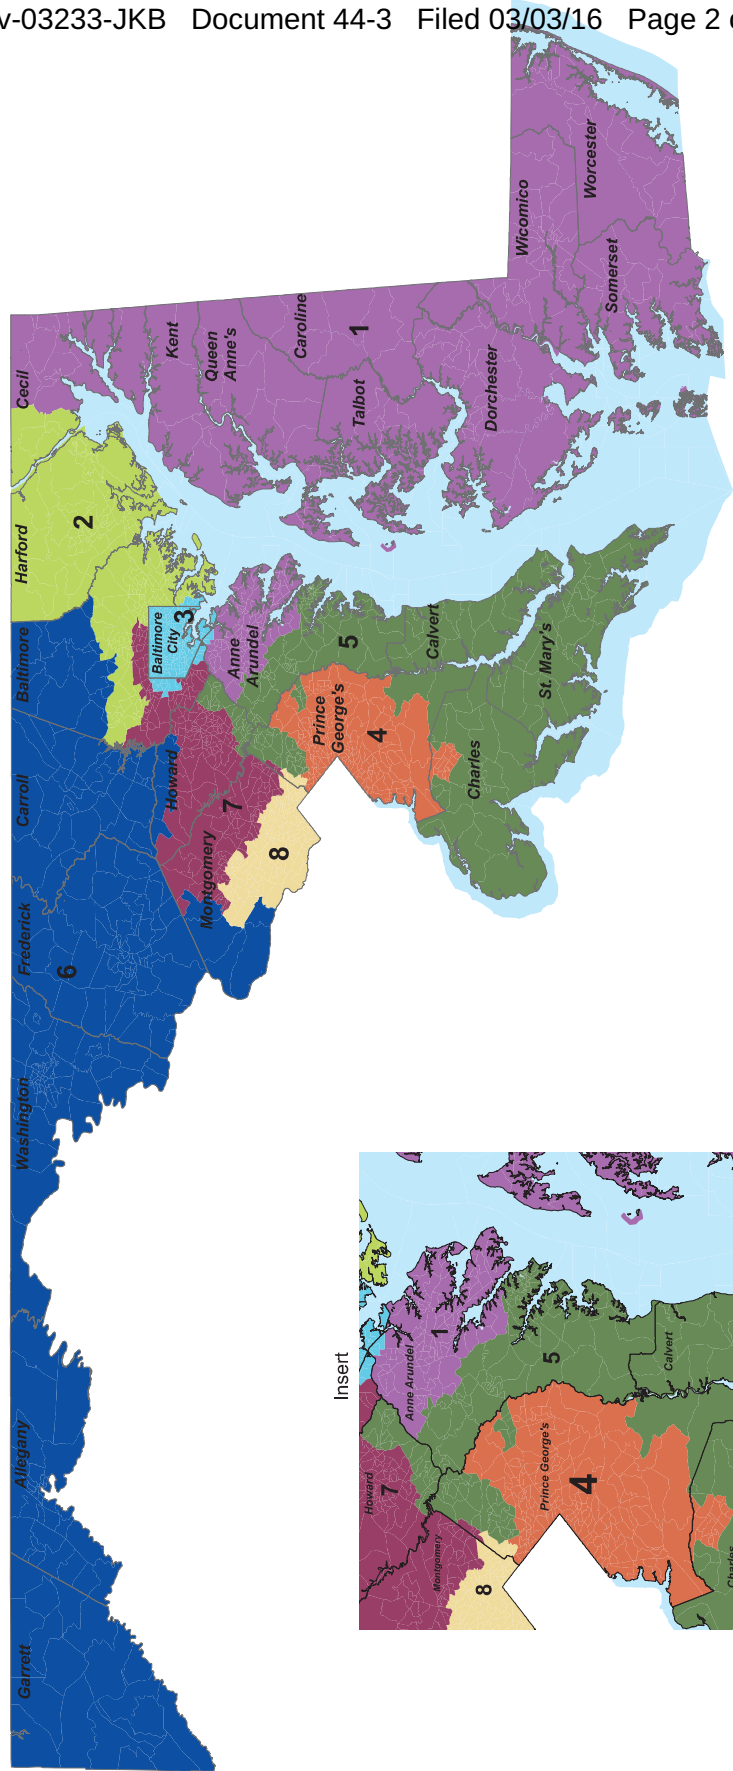 v-03233-JKB Document 44-3 Filed 03/03/16 Page 2 o
Garrett
Allegany
Washington
Frederick
6
Carroll
Baltimore
Harford
2
Cecil
Kent
Queen
Anne's
Caroline
1
Talbot
Dorchester
Wicomico
Worcester
Somerset
Baltimore
City
3
Anne
Arundel
Howard
7
Montgomery
8
Prince
George's
4
5
Calvert
St. Mary's
Charles
Insert
Howard
7
Montgomery
8
Anne Arundel
1
5
Prince George's
4
Calvert
Charles